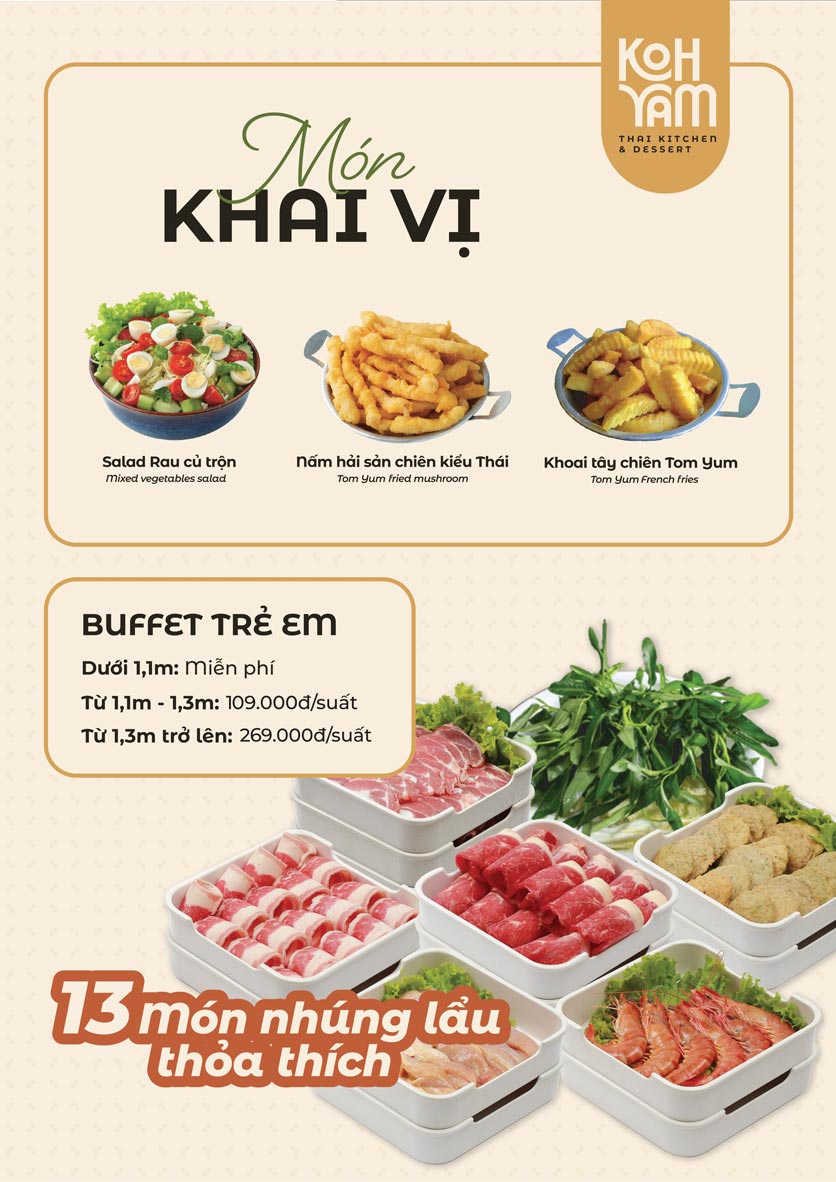 KOH
YAM
THAI KITCHEN
& DESSERT
Món
KHAI VỊ
Salad Rau củ trộn
Mixed vegetables salad
Nấm hải sản chiên kiểu Thái
Tom Yum fried mushroom
Khoai tây chiên Tom Yum
Tom Yum French fries
BUFFET TRẺ EM
Dưới 1,1m: Miễn phí
Từ 1,1m - 1,3m: 109.000đ/suất
Từ 1,3m trở lên: 269.000đ/suất
13 món nhúng lẩu
thỏa thích